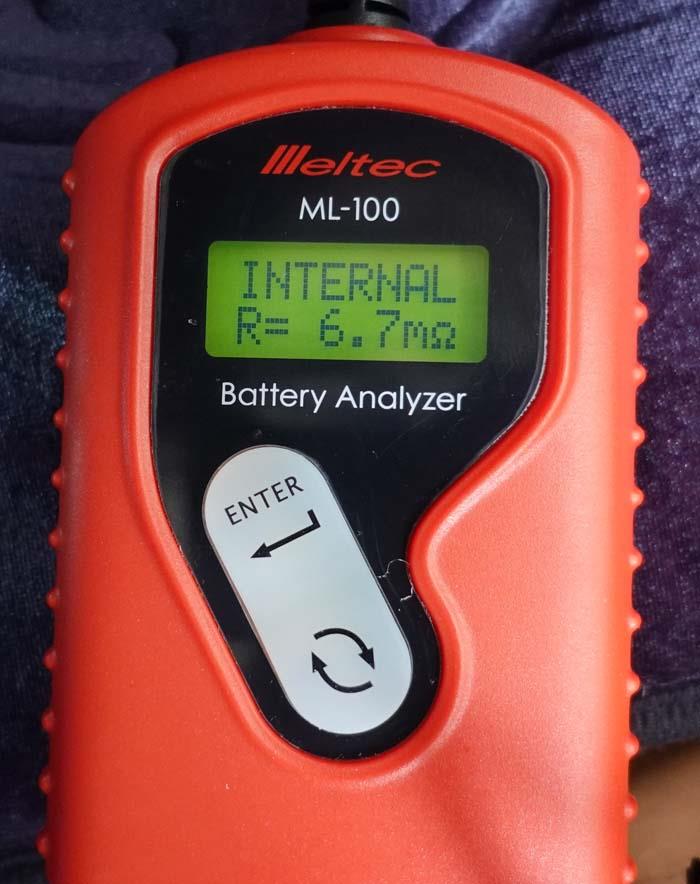 Meltec
ML-100
INTERNAL
R= 6.7mΩ
Battery Analyzer
ENTER